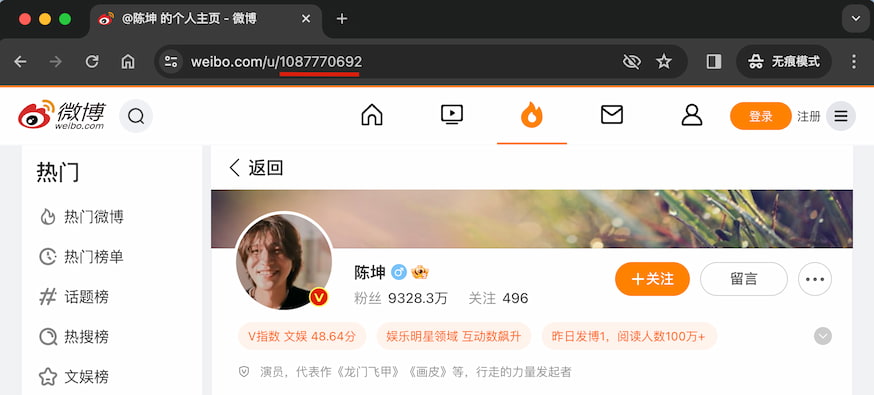 @陈坤 的个人主页 - 微博
weibo.com/u/1087770692
无痕模式
微博
weibo.com
登录
注册
热门
热门微博
热门榜单
话题榜
热搜榜
文娱榜
返回
陈坤
粉丝 9328.3万 关注 496
+关注
留言
V指数 文娱 48.64分
娱乐明星领域 互动数飙升
昨日发博1，阅读人数100万+
演员，代表作《龙门飞甲》《画皮》等，行走的力量发起者